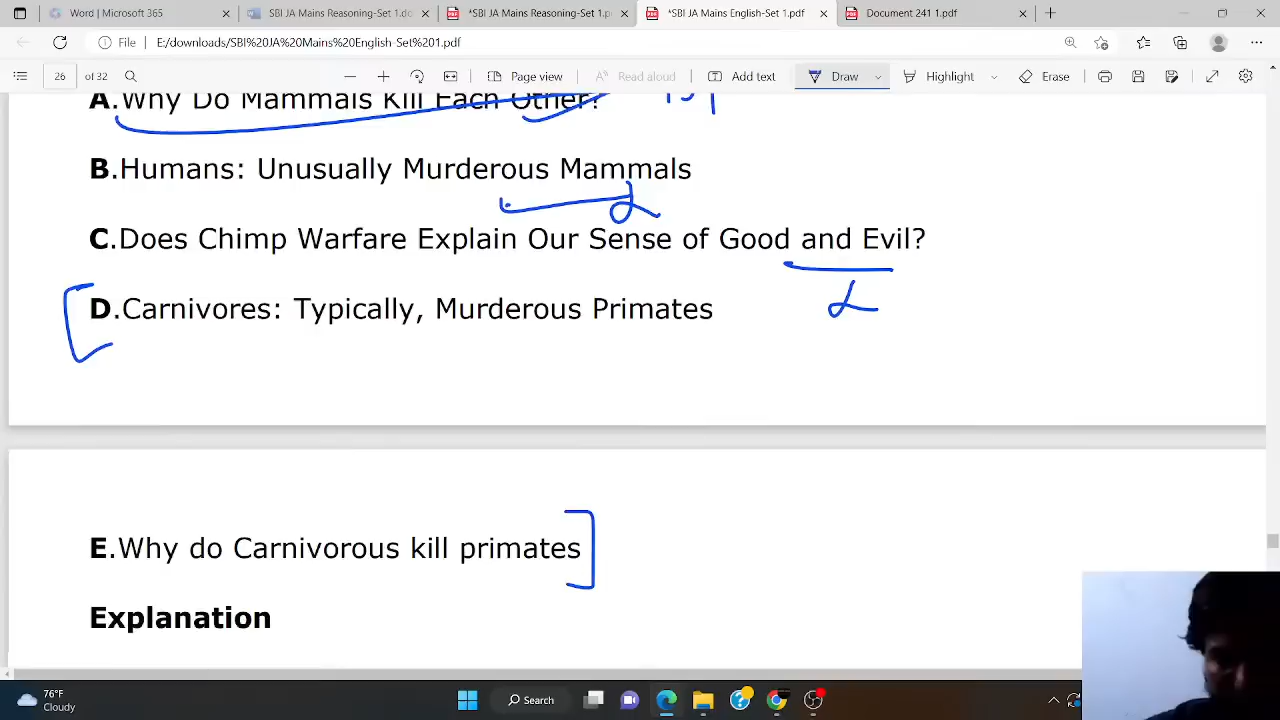 Word | Microsoft 365
SBI JA Mains Reasoning-Set 1.do
*SBI JA Mains Reasoning-Set 1.p
*SBI JA Mains English-Set 1.pdf
Document 241 1.pdf
File
E:/downloads/SBI%20JA%20Mains%20English-Set%201.pdf
26
of 32
Page view
Read aloud
Add text
Draw
Highlight
Erase
A.Why Do Mammals Kill Each Other?
B.Humans: Unusually Murderous Mammals
C.Does Chimp Warfare Explain Our Sense of Good and Evil?
D.Carnivores: Typically, Murderous Primates
E.Why do Carnivorous kill primates
Explanation
76°F
Cloudy
Search